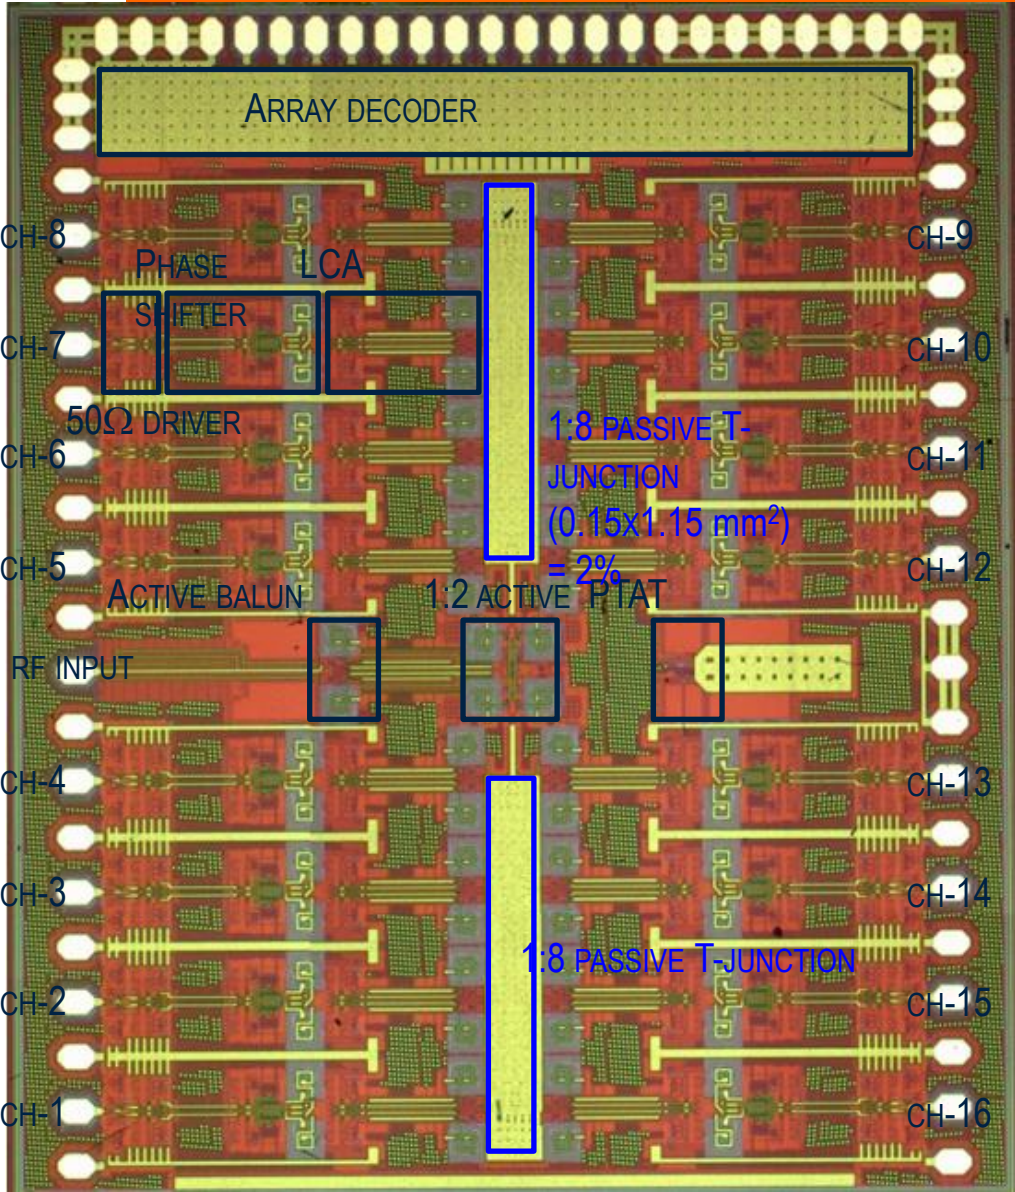 ARRAY DECODER
CH-8
CH-9
PHASE
SHIFTER
LCA
CH-7
CH-10
50Ω DRIVER
CH-6
CH-11
1:8 PASSIVE T-
JUNCTION
(0.15x1.15 mm²)
= 2%
CH-5
CH-12
ACTIVE BALUN
1:2 ACTIVE
PTAT
RF INPUT
CH-4
CH-13
CH-3
CH-14
1:8 PASSIVE T-JUNCTION
CH-2
CH-15
CH-1
CH-16